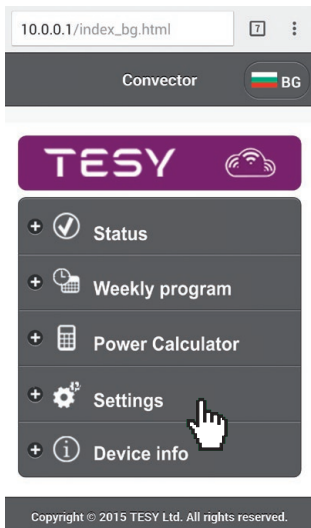 10.0.0.1/index_bg.html 7
Convector BG
TESY
Status
Weekly program
Power Calculator
Settings
Device info
Copyright © 2015 TESY Ltd. All rights reserved.